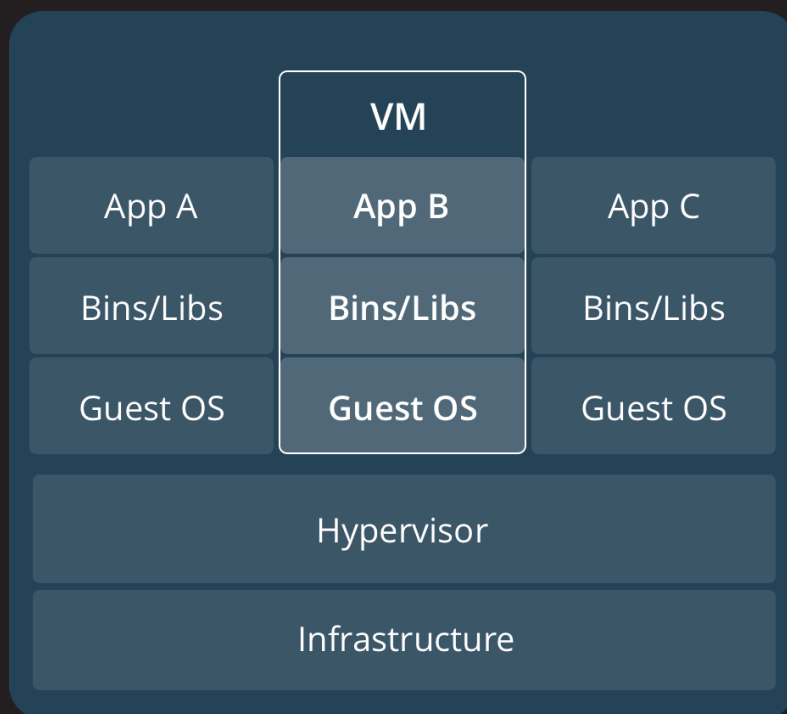 VM
App A
App B
App C
Bins/Libs
Bins/Libs
Bins/Libs
Guest OS
Guest OS
Guest OS
Hypervisor
Infrastructure